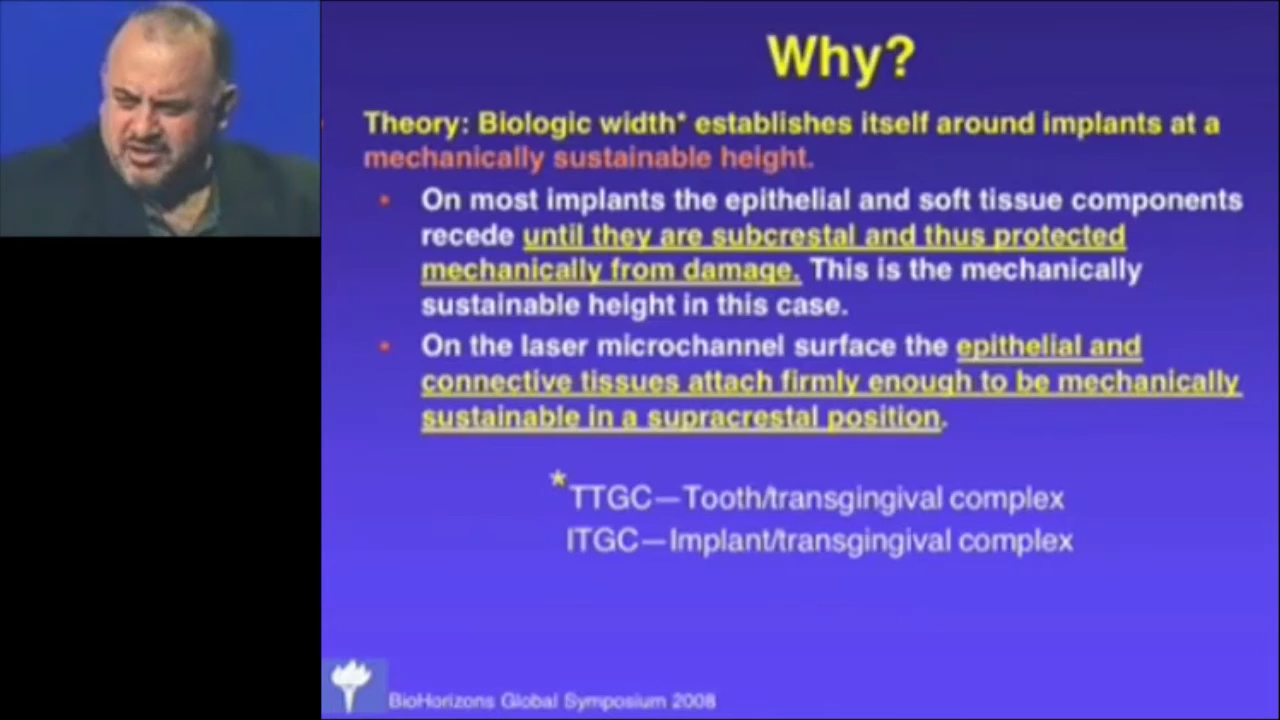 Why?
Theory: Biologic width* establishes itself around implants at a
mechanically sustainable height.
• On most implants the epithelial and soft tissue components
recede until they are subcrestal and thus protected
mechanically from damage. This is the mechanically
sustainable height in this case.
• On the laser microchannel surface the epithelial and
connective tissues attach firmly enough to be mechanically
sustainable in a supracrestal position.
*TTGC—Tooth/transgingival complex
ITGC—Implant/transgingival complex
BioHorizons Global Symposium 2008